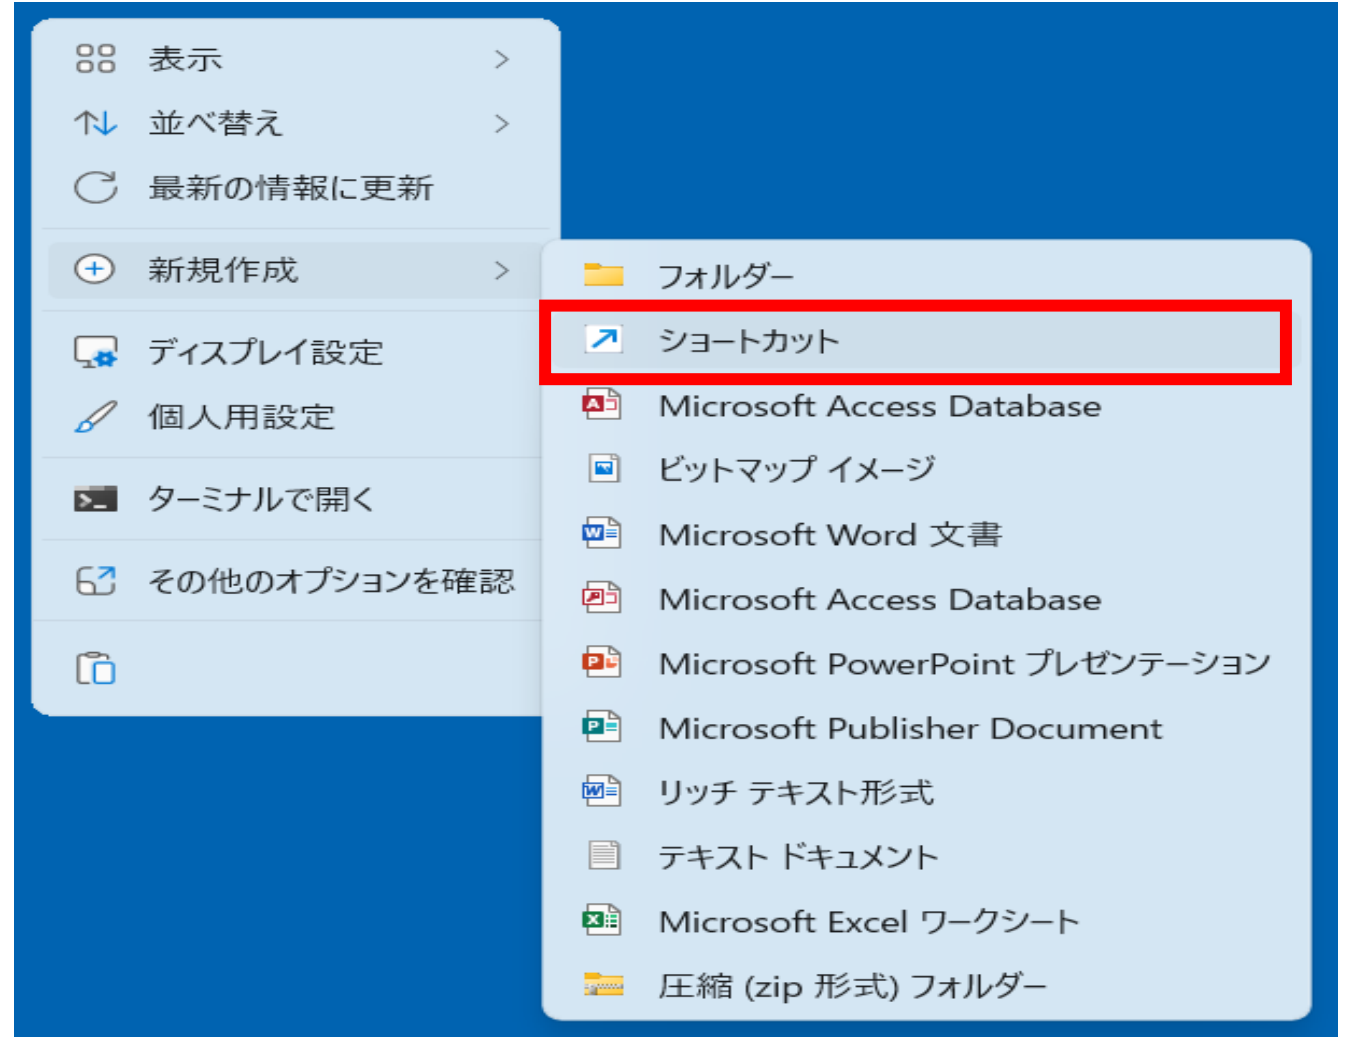 表示
並べ替え
最新の情報に更新
新規作成
ディスプレイ設定
個人用設定
ターミナルで開く
その他のオプションを確認
フォルダー
ショートカット
Microsoft Access Database
ビットマップ イメージ
Microsoft Word 文書
Microsoft Access Database
Microsoft PowerPoint プレゼンテーション
Microsoft Publisher Document
リッチ テキスト形式
テキスト ドキュメント
Microsoft Excel ワークシート
圧縮 (zip 形式) フォルダー